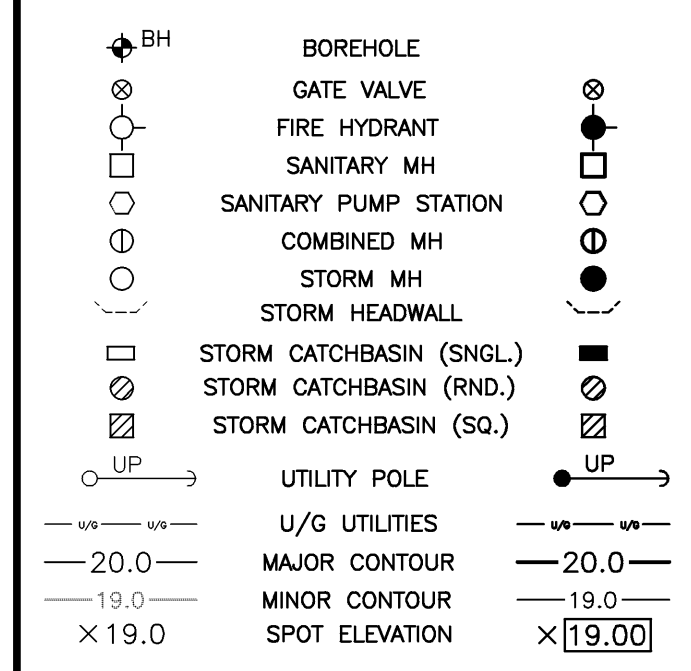 BH BOREHOLE
GATE VALVE
FIRE HYDRANT
SANITARY MH
SANITARY PUMP STATION
COMBINED MH
STORM MH
STORM HEADWALL
STORM CATCHBASIN (SNGL.)
STORM CATCHBASIN (RND.)
STORM CATCHBASIN (SQ.)
UP UTILITY POLE UP
U/G U/G U/G UTILITIES U/G U/G
20.0 MAJOR CONTOUR 20.0
19.0 MINOR CONTOUR 19.0
×19.0 SPOT ELEVATION ×19.00